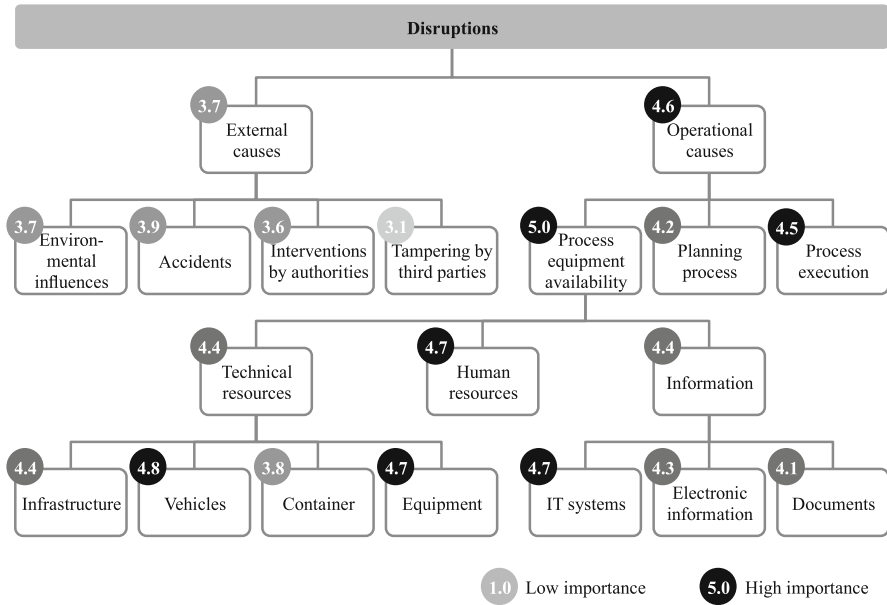 Disruptions
3.7
External
causes
4.6
Operational
causes
3.7
Environ-
mental
influences
3.9
Accidents
3.6
Interventions
by authorities
3.1
Tampering by
third parties
5.0
Process
equipment
availability
4.2
Planning
process
4.5
Process
execution
4.4
Technical
resources
4.7
Human
resources
4.4
Information
4.4
Infrastructure
4.8
Vehicles
3.8
Container
4.7
Equipment
4.7
IT systems
4.3
Electronic
information
4.1
Documents
1.0 Low importance
5.0 High importance